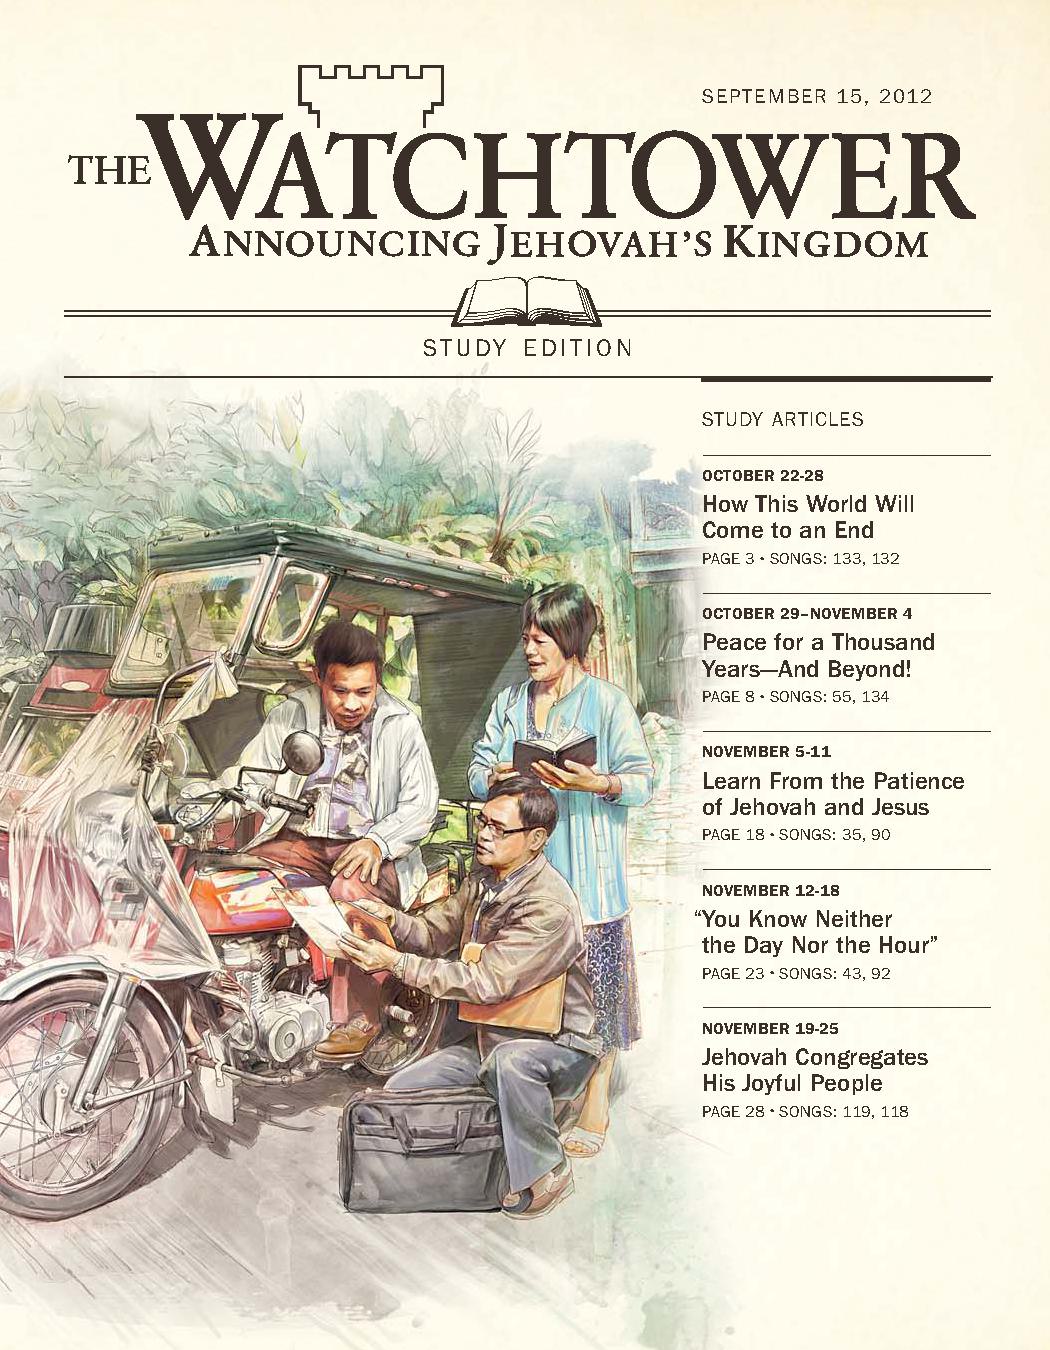 SEPTEMBER 15, 2012
THE WATCHTOWER
ANNOUNCING JEHOVAH'S KINGDOM
STUDY EDITION
STUDY ARTICLES
OCTOBER 22-28
How This World Will
Come to an End
PAGE 3 • SONGS: 133, 132
OCTOBER 29–NOVEMBER 4
Peace for a Thousand
Years—And Beyond!
PAGE 8 • SONGS: 55, 134
NOVEMBER 5-11
Learn From the Patience
of Jehovah and Jesus
PAGE 18 • SONGS: 35, 90
NOVEMBER 12-18
“You Know Neither
the Day Nor the Hour”
PAGE 23 • SONGS: 43, 92
NOVEMBER 19-25
Jehovah Congregates
His Joyful People
PAGE 28 • SONGS: 119, 118